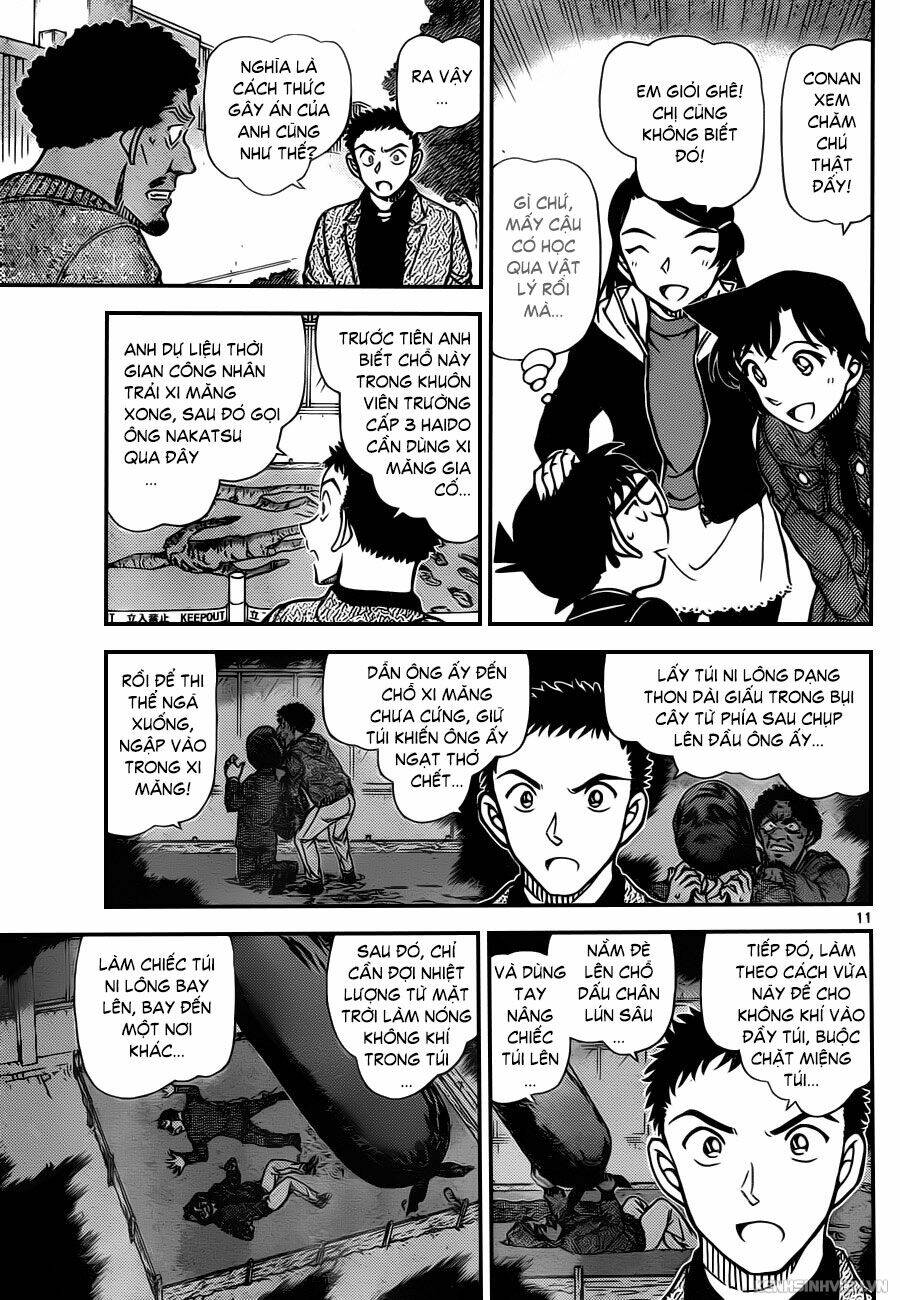 CONAN
XEM
CHĂM
CHÚ
THẬT
ĐẤY!
EM GIỎI GHÊ!
CHỊ CŨNG
KHÔNG BIẾT
ĐÓ!
GÌ CHỨ,
MẤY CẬU
CÓ HỌC
QUA VẬT
LÝ RỒI
MÀ...
RA VẬY
...
NGHĨA LÀ
CÁCH THỨC
GÂY ÁN CỦA
ANH CŨNG
NHƯ THẾ?
TRƯỚC TIÊN ANH
BIẾT CHỖ NÀY
TRONG KHUÔN
VIÊN TRƯỜNG
CẤP 3 HAIDO
CẦN DÙNG XI
MĂNG GIA
CỐ...
ANH DỰ LIỆU THỜI
GIAN CÔNG NHÂN
TRẢI XI MĂNG
XONG, SAU ĐÓ GỌI
ÔNG NAKATSU
QUA ĐÂY
...
T 立入禁止 KEEPOUT 立
LẤY TÚI NI LÔNG DẠNG
THON DÀI GIẤU TRONG BỤI
CÂY TỪ PHÍA SAU CHỤP
LÊN ĐẦU ÔNG ẤY...
DẪN ÔNG ẤY ĐẾN
CHỖ XI MĂNG
CHƯA CỨNG, GIỮ
TÚI KHIẾN ÔNG ẤY
NGẠT THỞ
CHẾT...
RỒI ĐỂ THI
THỂ NGÃ
XUỐNG,
NGẬP VÀO
TRONG XI
MĂNG!
11
TIẾP ĐÓ, LÀM
THEO CÁCH VỪA
NÃY ĐỂ CHO
KHÔNG KHÍ VÀO
ĐẦY TÚI, BUỘC
CHẶT MIỆNG
TÚI...
NẰM ĐÈ
LÊN CHỖ
DẤU CHÂN
LÚN SÂU
...
VÀ DÙNG
TAY
NÂNG
CHIẾC
TÚI LÊN
...
SAU ĐÓ, CHỈ
CẦN ĐỢI NHIỆT
LƯỢNG TỪ MẶT
TRỜI LÀM NÓNG
KHÔNG KHÍ
TRONG TÚI
...
LÀM CHIẾC TÚI
NI LÔNG BAY
LÊN, BAY ĐẾN
MỘT NƠI
KHÁC...
KENHSINHVIEN.VN